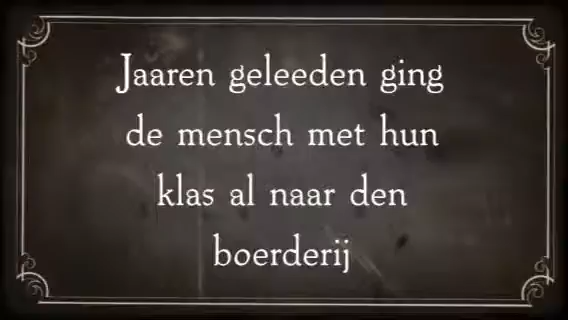 Jaaren geleeden ging
de mensch met hun
klas al naar den
boerderij